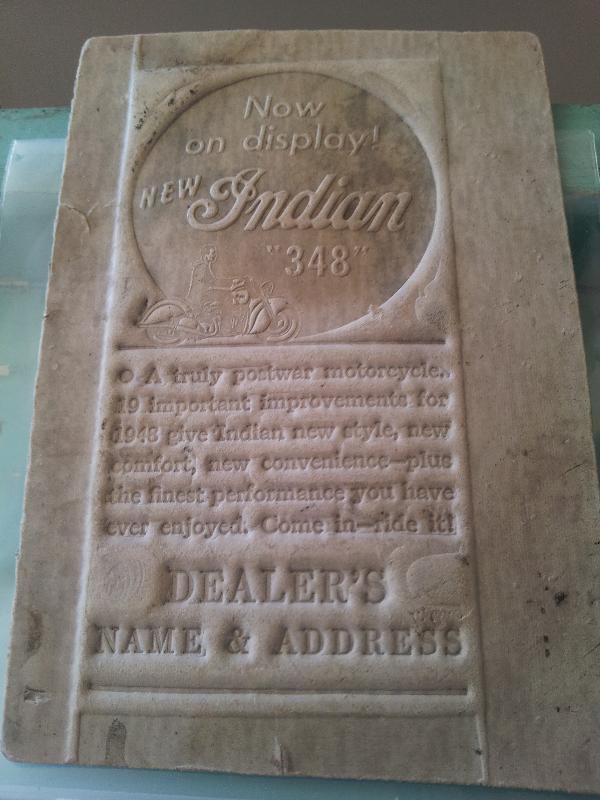 Now
on display!
NEW Indian
"348"
A truly postwar motorcycle..
19 important improvements for
1948 give Indian new style, new
comfort, new convenience—plus
the finest performance you have
ever enjoyed. Come in—ride it!
DEALER'S
NAME & ADDRESS